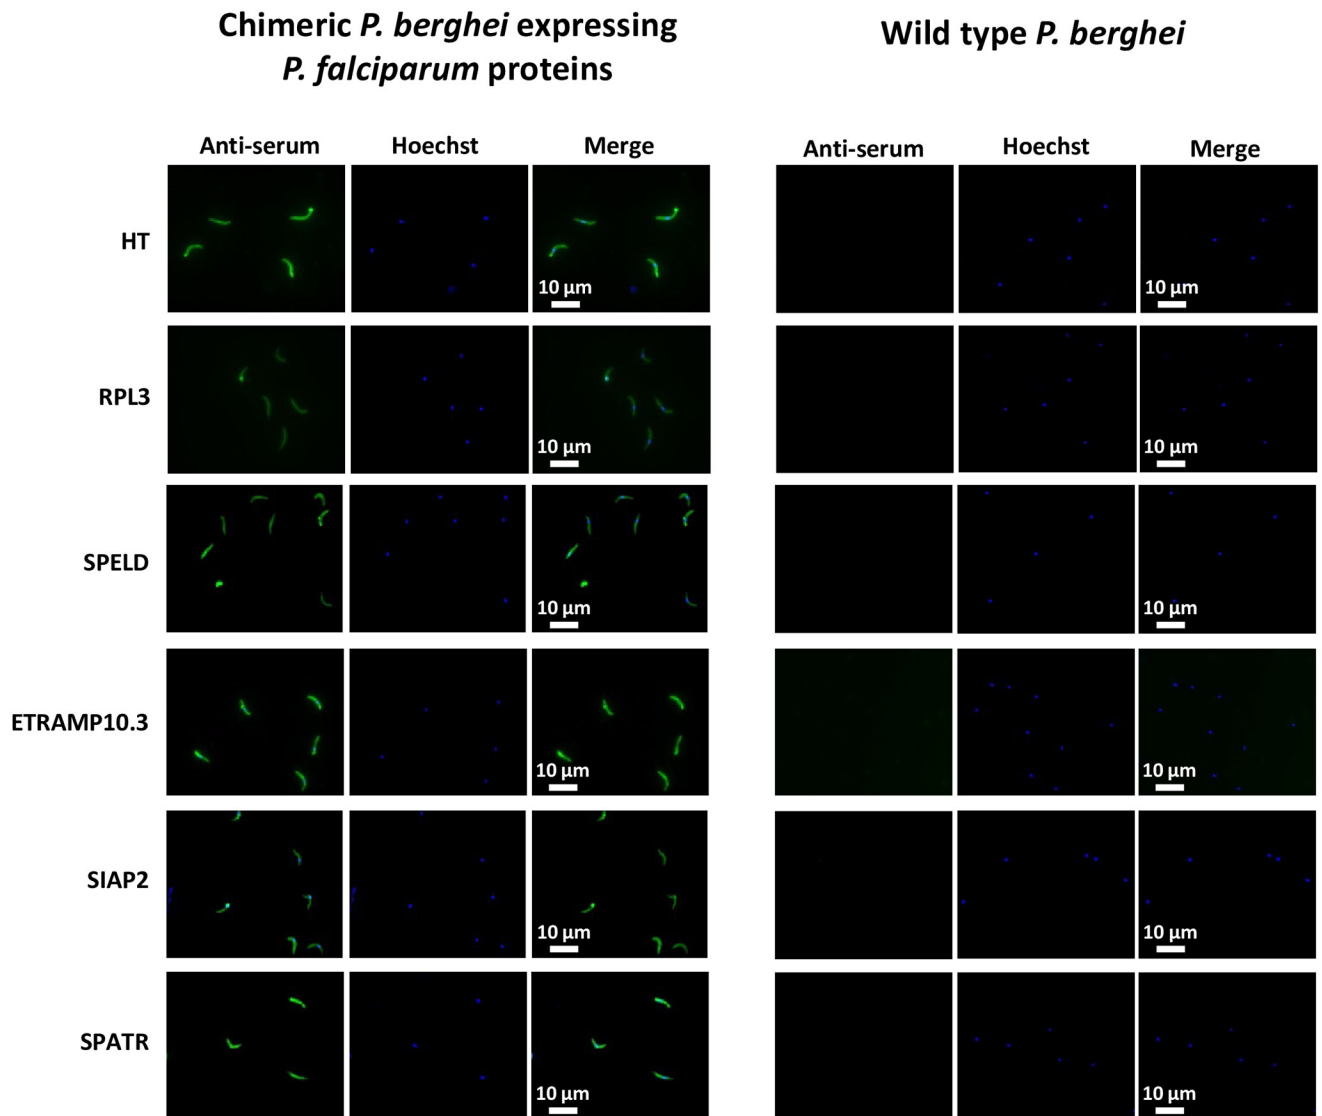 Chimeric P. berghei expressing
P. falciparum proteins
Wild type P. berghei
Anti-serum
Hoechst
Merge
Anti-serum
Hoechst
Merge
HT
10 µm
10 µm
RPL3
10 µm
10 µm
SPELD
10 µm
10 µm
ETRAMP10.3
10 µm
10 µm
SIAP2
10 µm
10 µm
SPATR
10 µm
10 µm